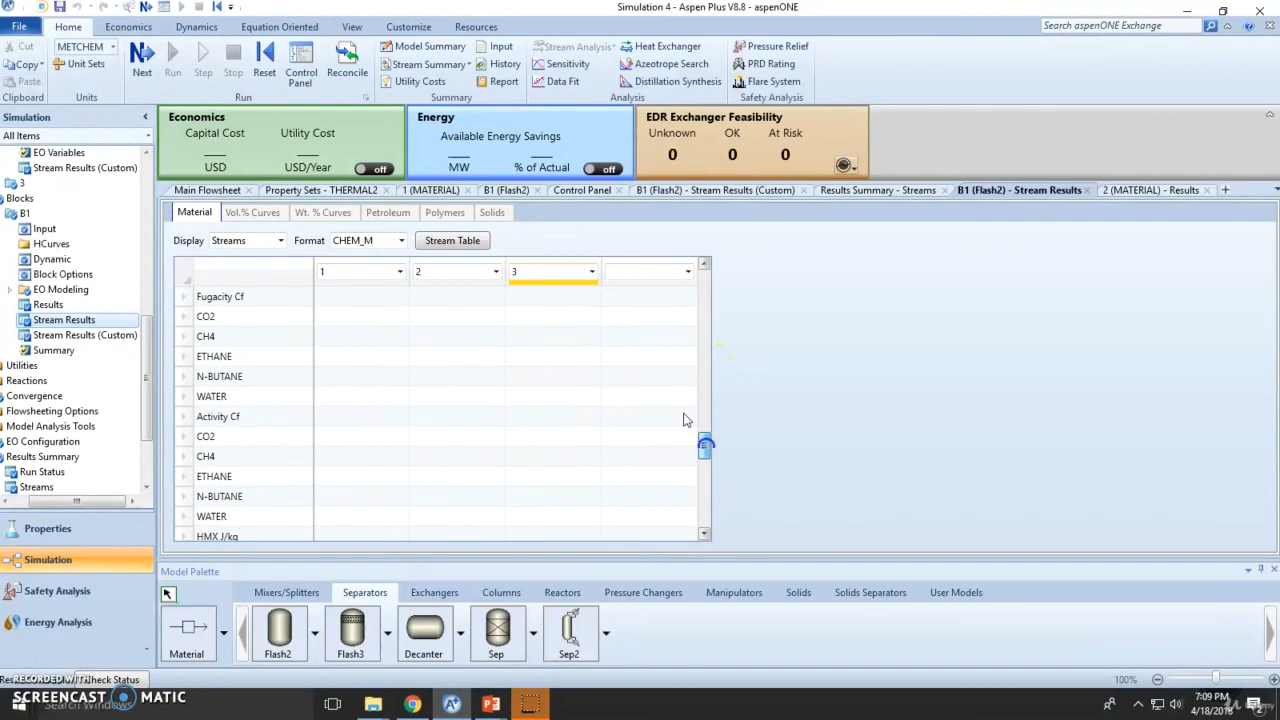 Simulation 4 - Aspen Plus V8.8 - aspenONE
File Home Economics Dynamics Equation Oriented View Customize Resources
Search aspenONE Exchange
Cut METCHEM Model Summary Input Stream Analysis Heat Exchanger Pressure Relief
Copy Unit Sets Next Run Step Stop Reset Control Panel Reconcile Stream Summary History Sensitivity Azeotrope Search PRD Rating
Paste Utility Costs Report Data Fit Distillation Synthesis Flare System
Clipboard Units Run Summary Analysis Safety Analysis
Simulation
All Items
EO Variables
Stream Results (Custom)
3
Blocks
B1
Input
HCurves
Dynamic
Block Options
EO Modeling
Results
Stream Results
Stream Results (Custom)
Summary
Utilities
Reactions
Convergence
Flowsheeting Options
Model Analysis Tools
EO Configuration
Results Summary
Run Status
Streams
Properties
Simulation
Safety Analysis
Energy Analysis
Economics
Capital Cost Utility Cost
USD USD/Year off
Energy
Available Energy Savings
MW % of Actual off
EDR Exchanger Feasibility
Unknown OK At Risk
0 0 0
Main Flowsheet Property Sets - THERMAL2 1 (MATERIAL) B1 (Flash2) Control Panel B1 (Flash2) - Stream Results (Custom) Results Summary - Streams B1 (Flash2) - Stream Results 2 (MATERIAL) - Results
Material Vol.% Curves Wt. % Curves Petroleum Polymers Solids
Display Streams Format CHEM_M Stream Table
1 2 3
Fugacity Cf
CO2
CH4
ETHANE
N-BUTANE
WATER
Activity Cf
CO2
CH4
ETHANE
N-BUTANE
WATER
HMX J/kg
Model Palette
Mixers/Splitters Separators Exchangers Columns Reactors Pressure Changers Manipulators Solids Solids Separators User Models
Material Flash2 Flash3 Decanter Sep Sep2
RECORDED WITH Check Status
100%
SCREENCAST MATIC
Search Windows
7:09 PM
4/18/2016